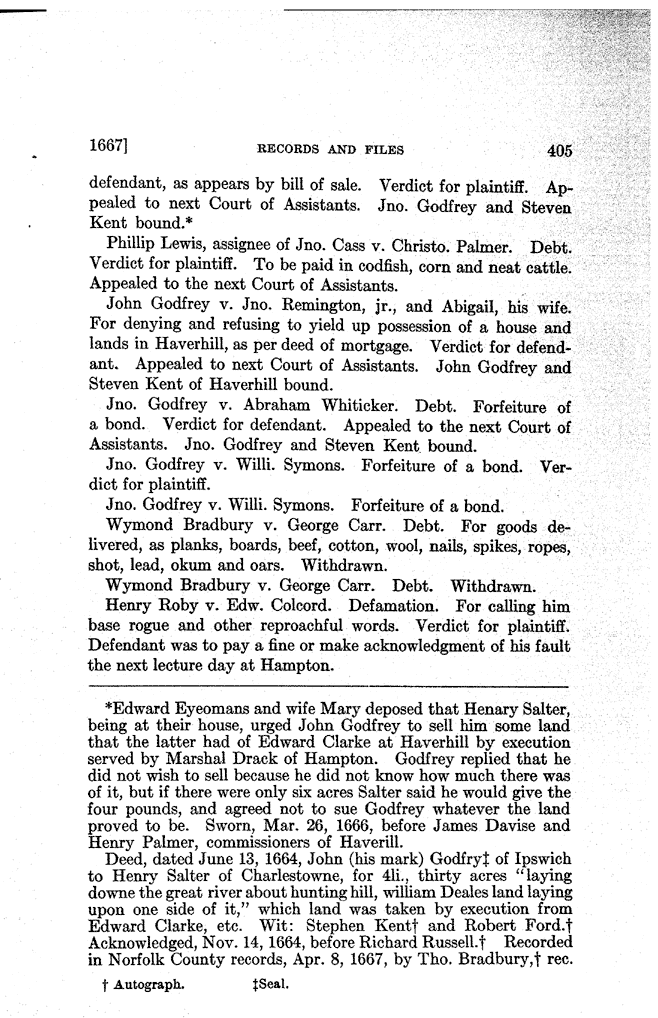 1667] RECORDS AND FILES 405
defendant, as appears by bill of sale. Verdict for plaintiff. Ap-
pealed to next Court of Assistants. Jno. Godfrey and Steven
Kent bound.*
Phillip Lewis, assignee of Jno. Cass v. Christo. Palmer. Debt.
Verdict for plaintiff. To be paid in codfish, corn and neat cattle.
Appealed to the next Court of Assistants.
John Godfrey v. Jno. Remington, jr., and Abigail, his wife.
For denying and refusing to yield up possession of a house and
lands in Haverhill, as per deed of mortgage. Verdict for defend-
ant. Appealed to next Court of Assistants. John Godfrey and
Steven Kent of Haverhill bound.
Jno. Godfrey v. Abraham Whiticker. Debt. Forfeiture of
a bond. Verdict for defendant. Appealed to the next Court of
Assistants. Jno. Godfrey and Steven Kent bound.
Jno. Godfrey v. Willi. Symons. Forfeiture of a bond. Ver-
dict for plaintiff.
Jno. Godfrey v. Willi. Symons. Forfeiture of a bond.
Wymond Bradbury v. George Carr. Debt. For goods de-
livered, as planks, boards, beef, cotton, wool, nails, spikes, ropes,
shot, lead, okum and oars. Withdrawn.
Wymond Bradbury v. George Carr. Debt. Withdrawn.
Henry Roby v. Edw. Colcord. Defamation. For calling him
base rogue and other reproachful words. Verdict for plaintiff.
Defendant was to pay a fine or make acknowledgment of his fault
the next lecture day at Hampton.
*Edward Eyeomans and wife Mary deposed that Henary Salter,
being at their house, urged John Godfrey to sell him some land
that the latter had of Edward Clarke at Haverhill by execution
served by Marshal Drack of Hampton. Godfrey replied that he
did not wish to sell because he did not know how much there was
of it, but if there were only six acres Salter said he would give the
four pounds, and agreed not to sue Godfrey whatever the land
proved to be. Sworn, Mar. 26, 1666, before James Davise and
Henry Palmer, commissioners of Haverill.
Deed, dated June 13, 1664, John (his mark) Godfry‡ of Ipswich
to Henry Salter of Charlestowne, for 4li., thirty acres "laying
downe the great river about hunting hill, william Deales land laying
upon one side of it," which land was taken by execution from
Edward Clarke, etc. Wit: Stephen Kent† and Robert Ford.†
Acknowledged, Nov. 14, 1664, before Richard Russell.† Recorded
in Norfolk County records, Apr. 8, 1667, by Tho. Bradbury,† rec.
† Autograph. ‡Seal.